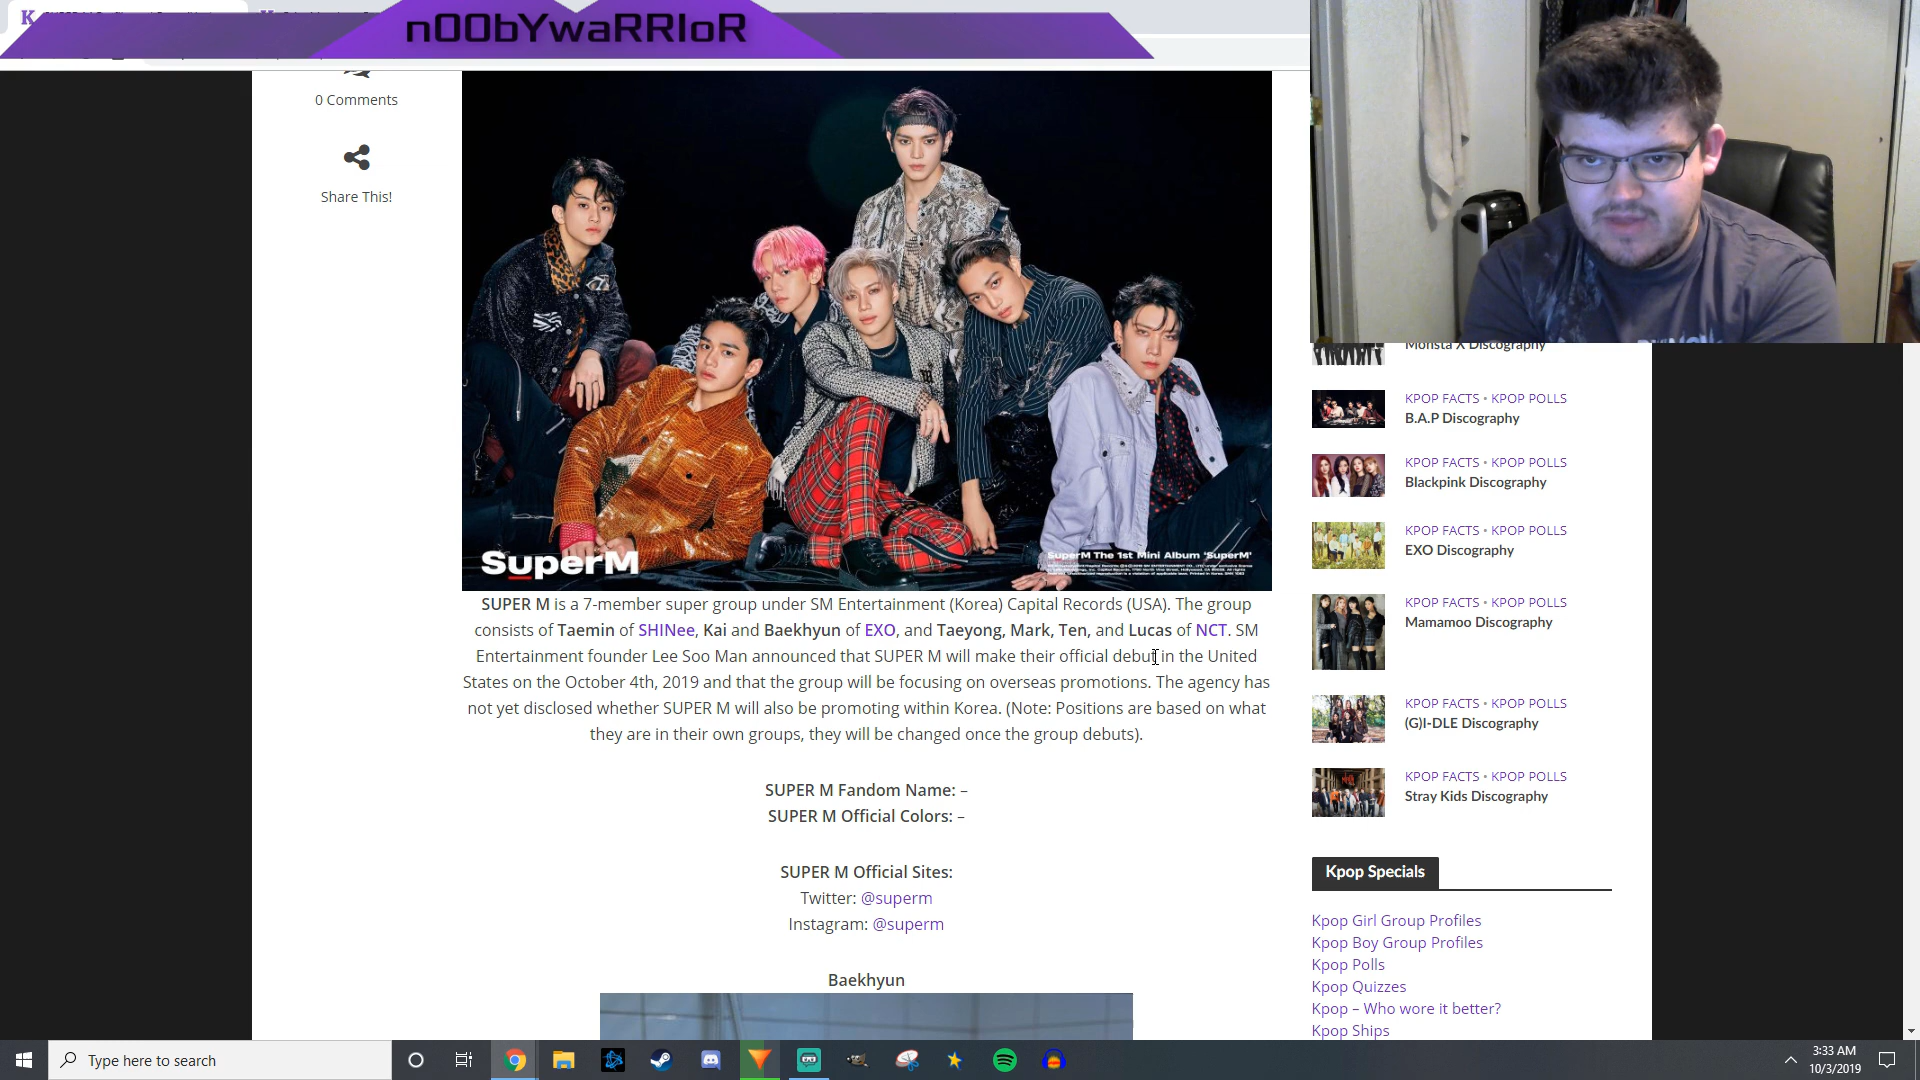 n00bYwaRRIoR
0 Comments
Share This!
SuperM
SuperM The 1st Mini Album 'SuperM'
SUPER M is a 7-member super group under SM Entertainment (Korea) Capital Records (USA). The group
consists of Taemin of SHINee, Kai and Baekhyun of EXO, and Taeyong, Mark, Ten, and Lucas of NCT. SM
Entertainment founder Lee Soo Man announced that SUPER M will make their official debut in the United
States on the October 4th, 2019 and that the group will be focusing on overseas promotions. The agency has
not yet disclosed whether SUPER M will also be promoting within Korea. (Note: Positions are based on what
they are in their own groups, they will be changed once the group debuts).
SUPER M Fandom Name: –
SUPER M Official Colors: –
SUPER M Official Sites:
Twitter: @superm
Instagram: @superm
Baekhyun
Monsta X Discography
KPOP FACTS • KPOP POLLS
B.A.P Discography
KPOP FACTS • KPOP POLLS
Blackpink Discography
KPOP FACTS • KPOP POLLS
EXO Discography
KPOP FACTS • KPOP POLLS
Mamamoo Discography
KPOP FACTS • KPOP POLLS
(G)I-DLE Discography
KPOP FACTS • KPOP POLLS
Stray Kids Discography
Kpop Specials
Kpop Girl Group Profiles
Kpop Boy Group Profiles
Kpop Polls
Kpop Quizzes
Kpop – Who wore it better?
Kpop Ships
Type here to search
3:33 AM
10/3/2019